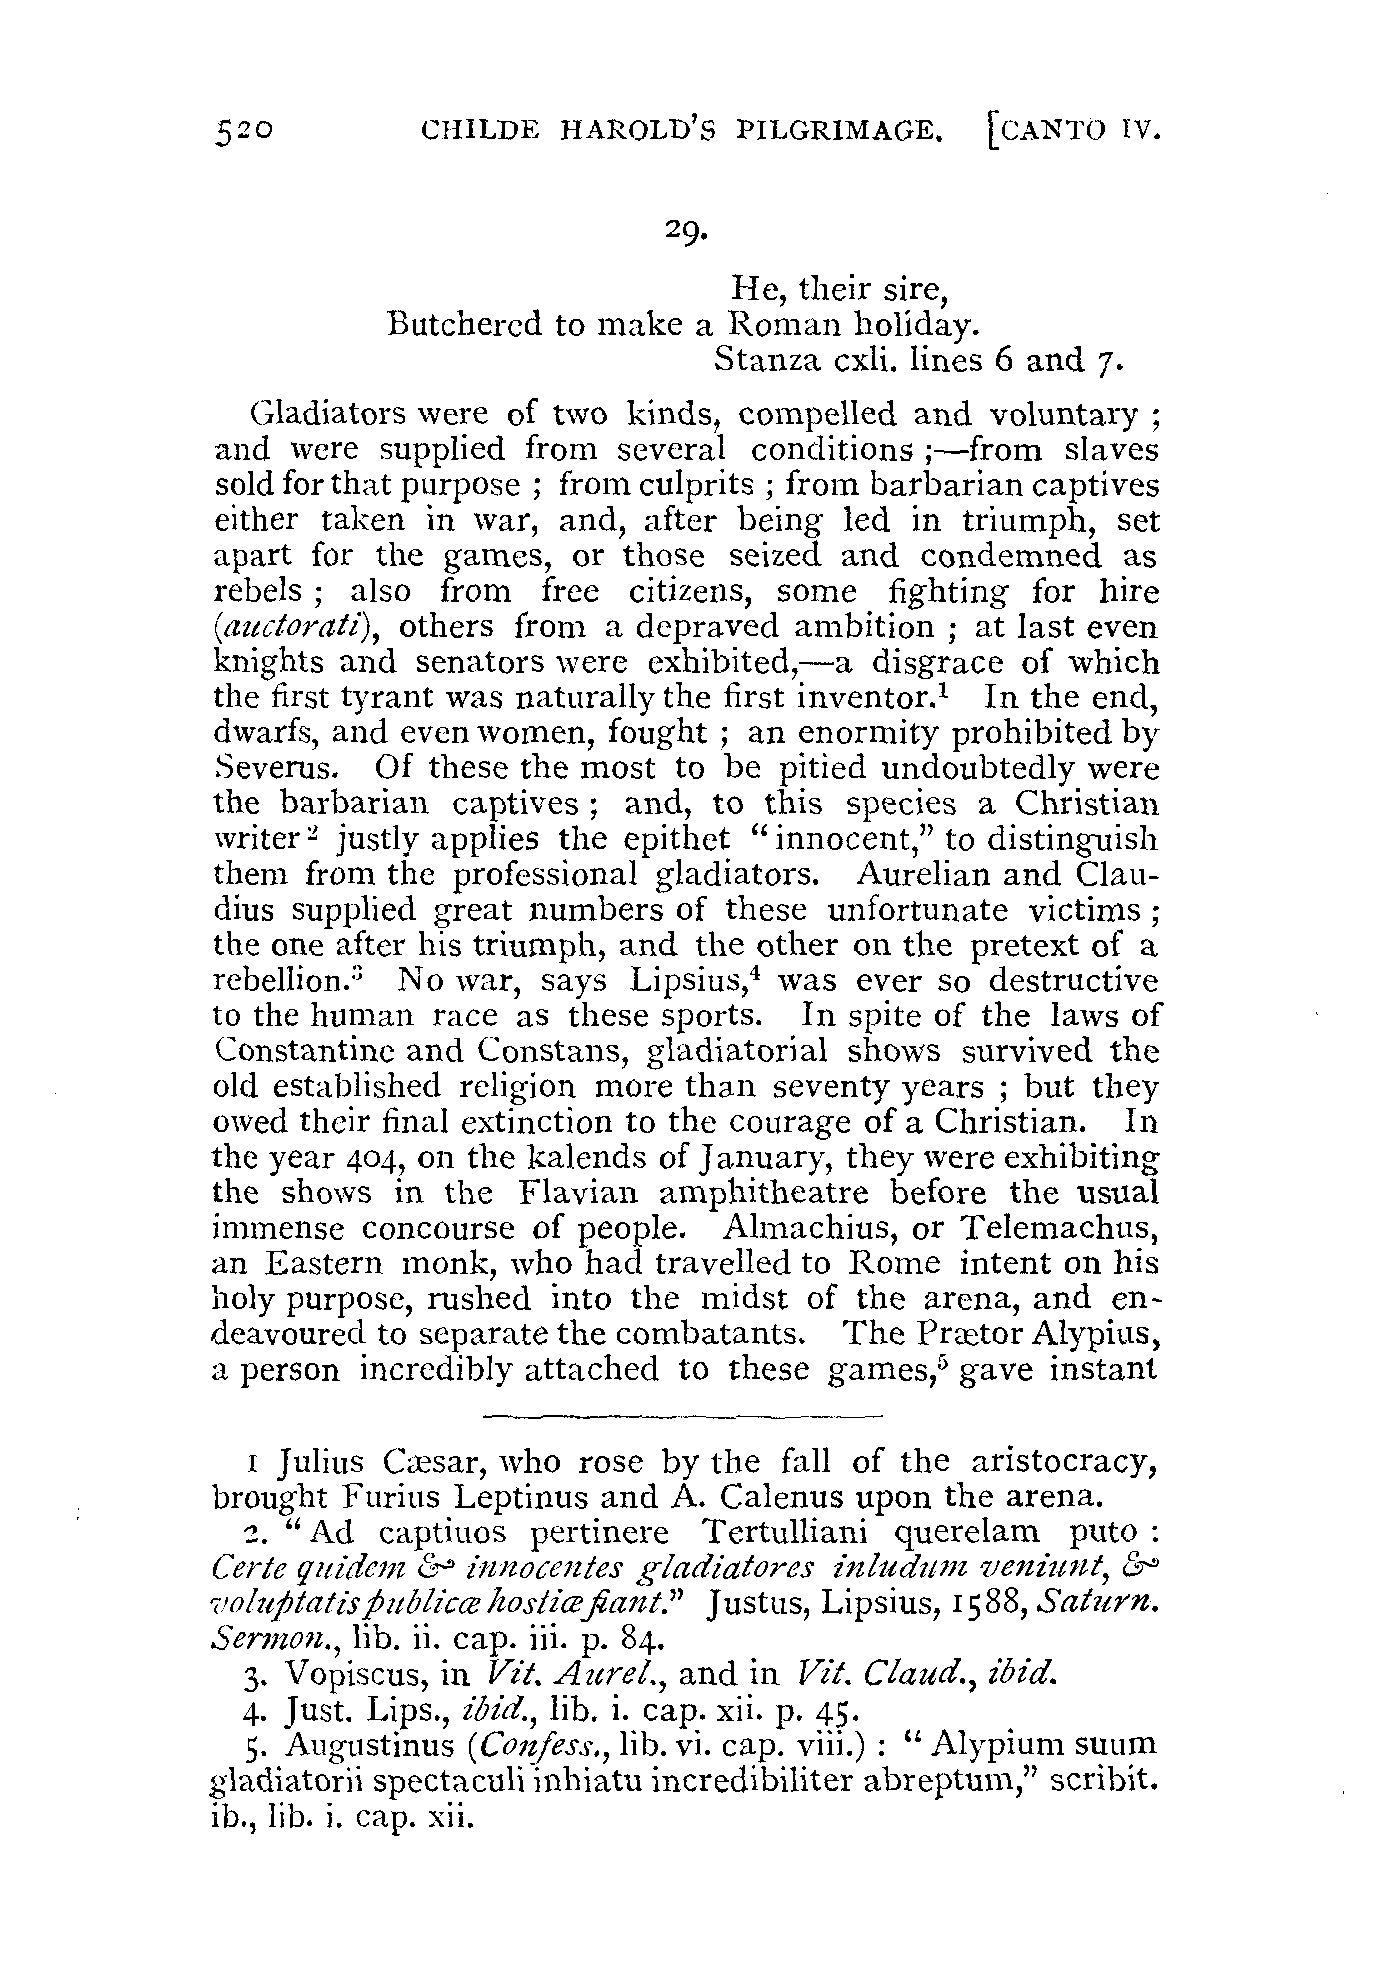 520 CHILDE HAROLD'S PILGRIMAGE. [CANTO IV.
29.
He, their sire,
Butchered to make a Roman holiday.
Stanza cxli. lines 6 and 7.
Gladiators were of two kinds, compelled and voluntary ;
and were supplied from several conditions ;—from slaves
sold for that purpose ; from culprits ; from barbarian captives
either taken in war, and, after being led in triumph, set
apart for the games, or those seized and condemned as
rebels ; also from free citizens, some fighting for hire
(auctorati), others from a depraved ambition ; at last even
knights and senators were exhibited,—a disgrace of which
the first tyrant was naturally the first inventor.¹ In the end,
dwarfs, and even women, fought ; an enormity prohibited by
Severus. Of these the most to be pitied undoubtedly were
the barbarian captives ; and, to this species a Christian
writer² justly applies the epithet "innocent," to distinguish
them from the professional gladiators. Aurelian and Clau-
dius supplied great numbers of these unfortunate victims ;
the one after his triumph, and the other on the pretext of a
rebellion.³ No war, says Lipsius,⁴ was ever so destructive
to the human race as these sports. In spite of the laws of
Constantine and Constans, gladiatorial shows survived the
old established religion more than seventy years ; but they
owed their final extinction to the courage of a Christian. In
the year 404, on the kalends of January, they were exhibiting
the shows in the Flavian amphitheatre before the usual
immense concourse of people. Almachius, or Telemachus,
an Eastern monk, who had travelled to Rome intent on his
holy purpose, rushed into the midst of the arena, and en-
deavoured to separate the combatants. The Prætor Alypius,
a person incredibly attached to these games,⁵ gave instant
1 Julius Cæsar, who rose by the fall of the aristocracy,
brought Furius Leptinus and A. Calenus upon the arena.
2. "Ad captiuos pertinere Tertulliani querelam puto :
Certe quidem & innocentes gladiatores inludum veniunt, &
voluptatis publicæ hostiæ fiant." Justus, Lipsius, 1588, Saturn.
Sermon., lib. ii. cap. iii. p. 84.
3. Vopiscus, in Vit. Aurel., and in Vit. Claud., ibid.
4. Just. Lips., ibid., lib. i. cap. xii. p. 45.
5. Augustinus (Confess., lib. vi. cap. viii.) : "Alypium suum
gladiatorii spectaculi inhiatu incredibiliter abreptum," scribit.
ib., lib. i. cap. xii.